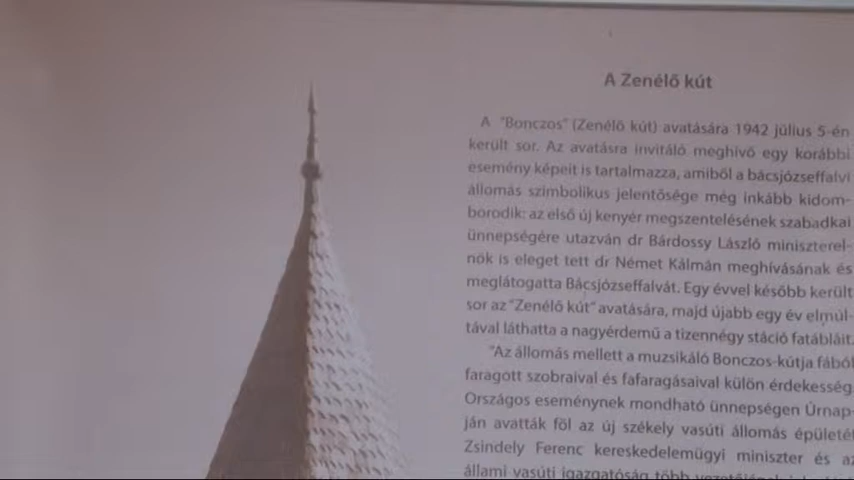 A Zenélő kút
A "Bonczos" (Zenélő kút) avatására 1942 július 5-én
került sor. Az avatásra invitáló meghívó egy korábbi
esemény képeit is tartalmazza, amiből a bácsjózseffalvi
állomás szimbolikus jelentősége még inkább kidom-
borodik: az első új kenyér megszentelésének szabadkai
ünnepségére utazván dr Bárdossy László miniszterel-
nök is eleget tett dr Német Kálmán meghívásának és
meglátogatta Bácsjózseffalvát. Egy évvel később került
sor az "Zenélő kút" avatására, majd újabb egy év elmúl-
tával láthatta a nagyérdemű a tizennégy stáció fatábláit.
"Az állomás mellett a muzsikáló Bonczos-kútja fából
faragott szobraival és fafaragásaival külön érdekesség.
Országos eseménynek mondható ünnepségen Úrnap-
ján avatták föl az új székely vasúti állomás épületét
Zsindely Ferenc kereskedelemügyi miniszter és az
állami vasúti igazgatóság több vezetőjének